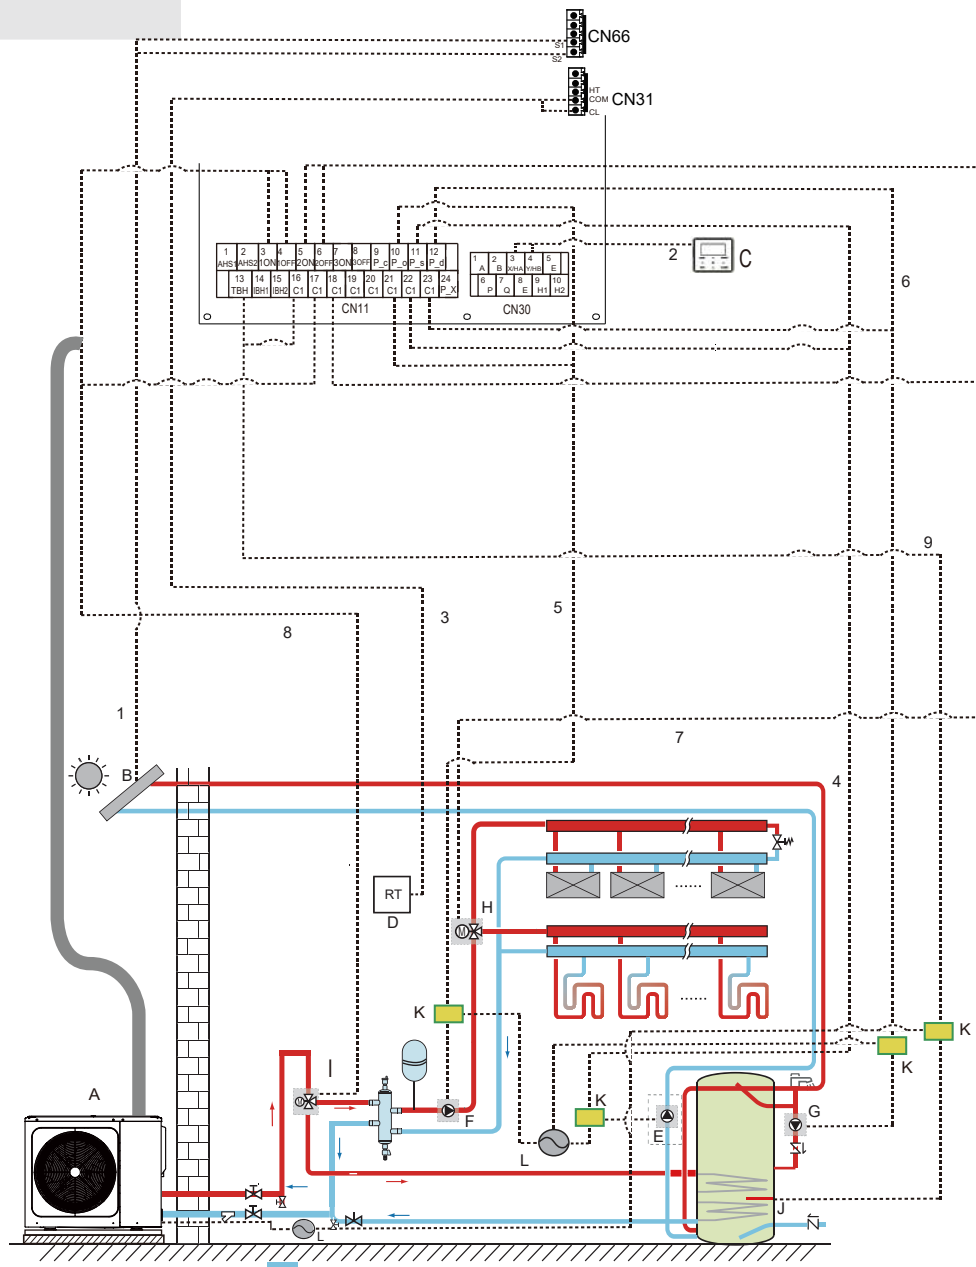 CN66
S1
S2
HT
COM
CL
CN31
1 2 3 4 5 6 7 8 9 10 11 12
AHS1 AHS2 1ON 1OFF 2ON 2OFF 3ON 3OFF P_c P_o P_s P_d
13 14 15 16 17 18 19 20 21 22 23 24
TBH IBH1 IBH2 C1 C1 C1 C1 C1 C1 C1 C1 P_X
CN11
1 2 3 4 5
A B X/HA Y/HB E
6 7 8 9 10
P Q E H1 H2
CN30
2
C
6
9
5
3
8
1
7
B
4
RT
D
H
M
K
K
K
I
A
M
F
K
G
E
L
J
L